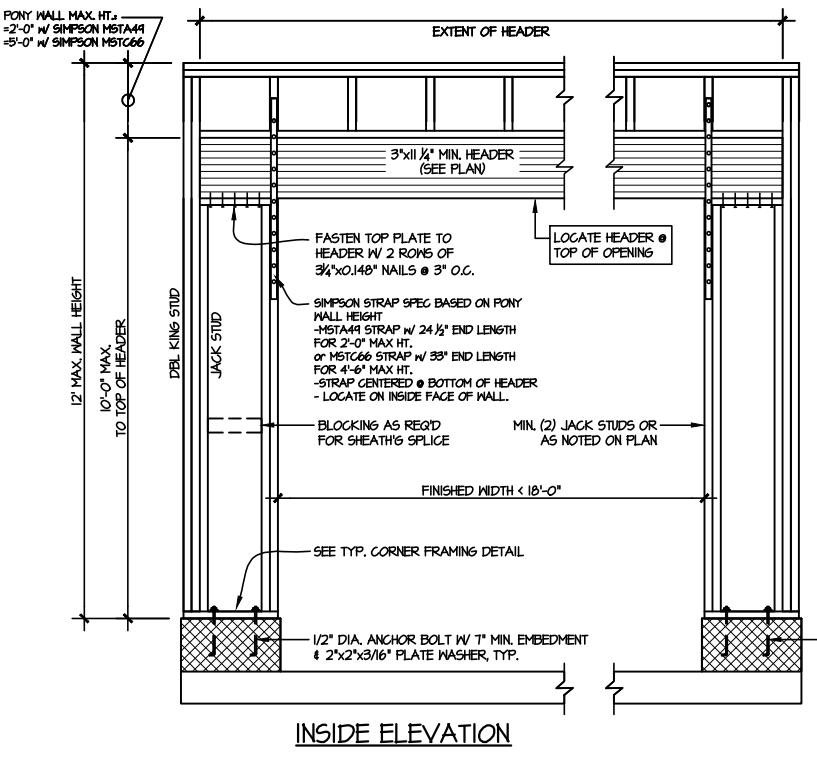 PONY WALL MAX. HT.:
=2'-0" W/ SIMPSON MSTA49
=5'-0" W/ SIMPSON MSTC66
EXTENT OF HEADER
3"x11 1/4" MIN. HEADER
(SEE PLAN)
FASTEN TOP PLATE TO
HEADER W/ 2 ROWS OF
3 1/4"x0.148" NAILS @ 3" O.C.
LOCATE HEADER @
TOP OF OPENING
SIMPSON STRAP SPEC BASED ON PONY
WALL HEIGHT
-MSTA49 STRAP w/ 24 1/2" END LENGTH
FOR 2'-0" MAX HT.
or MSTC66 STRAP w/ 33" END LENGTH
FOR 4'-6" MAX HT.
-STRAP CENTERED @ BOTTOM OF HEADER
- LOCATE ON INSIDE FACE OF WALL.
12' MAX. WALL HEIGHT
10'-0" MAX.
TO TOP OF HEADER
DBL KING STUD
JACK STUD
BLOCKING AS REQ'D
FOR SHEATH'G SPLICE
MIN. (2) JACK STUDS OR
AS NOTED ON PLAN
FINISHED WIDTH < 18'-0"
SEE TYP. CORNER FRAMING DETAIL
1/2" DIA. ANCHOR BOLT W/ 7" MIN. EMBEDMENT
& 2"x2"x3/16" PLATE WASHER, TYP.
INSIDE ELEVATION